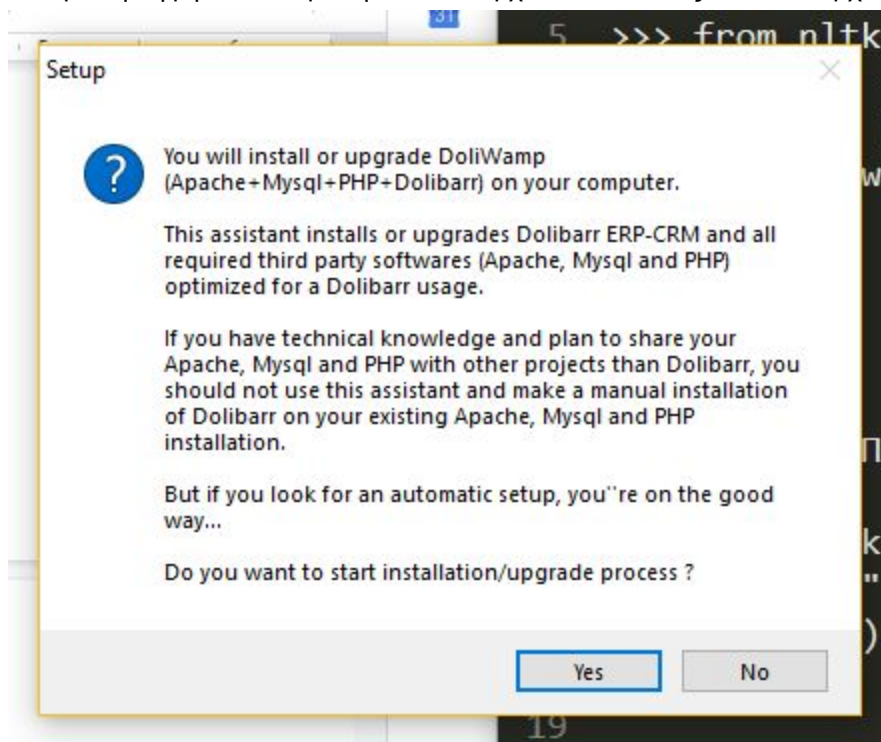 31
5 >>> from nltk
Setup
You will install or upgrade DoliWamp
(Apache+Mysql+PHP+Dolibarr) on your computer.
This assistant installs or upgrades Dolibarr ERP-CRM and all
required third party softwares (Apache, Mysql and PHP)
optimized for a Dolibarr usage.
If you have technical knowledge and plan to share your
Apache, Mysql and PHP with other projects than Dolibarr, you
should not use this assistant and make a manual installation
of Dolibarr on your existing Apache, Mysql and PHP
installation.
But if you look for an automatic setup, you''re on the good
way...
Do you want to start installation/upgrade process ?
Yes No
19